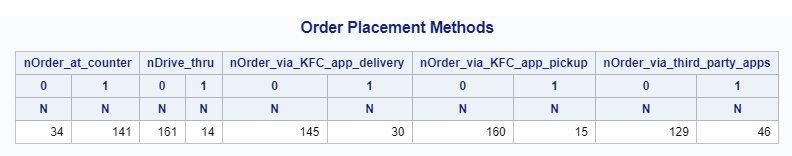 Order Placement Methods
nOrder_at_counter nDrive_thru nOrder_via_KFC_app_delivery nOrder_via_KFC_app_pickup nOrder_via_third_party_apps
0 1 0 1 0 1 0 1 0 1
N N N N N N N N N N
34 141 161 14 145 30 160 15 129 46